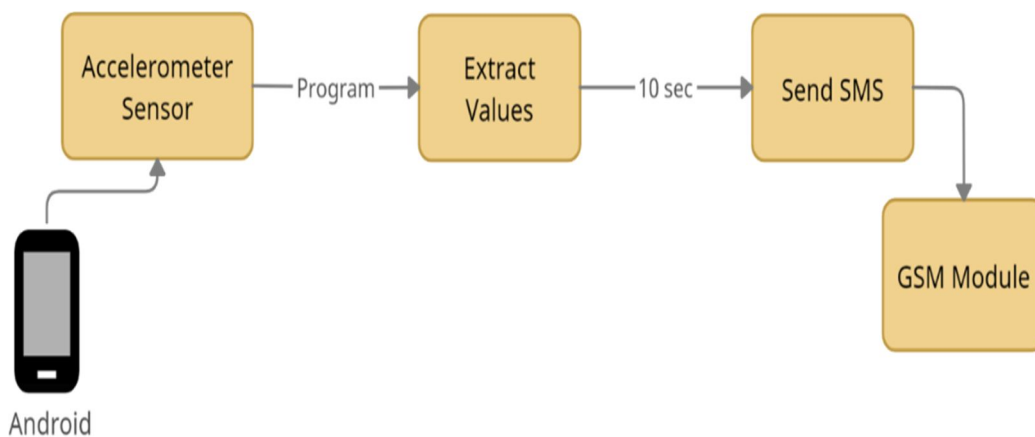 Accelerometer
Sensor
Program
Extract
Values
10 sec
Send SMS
GSM Module
Android